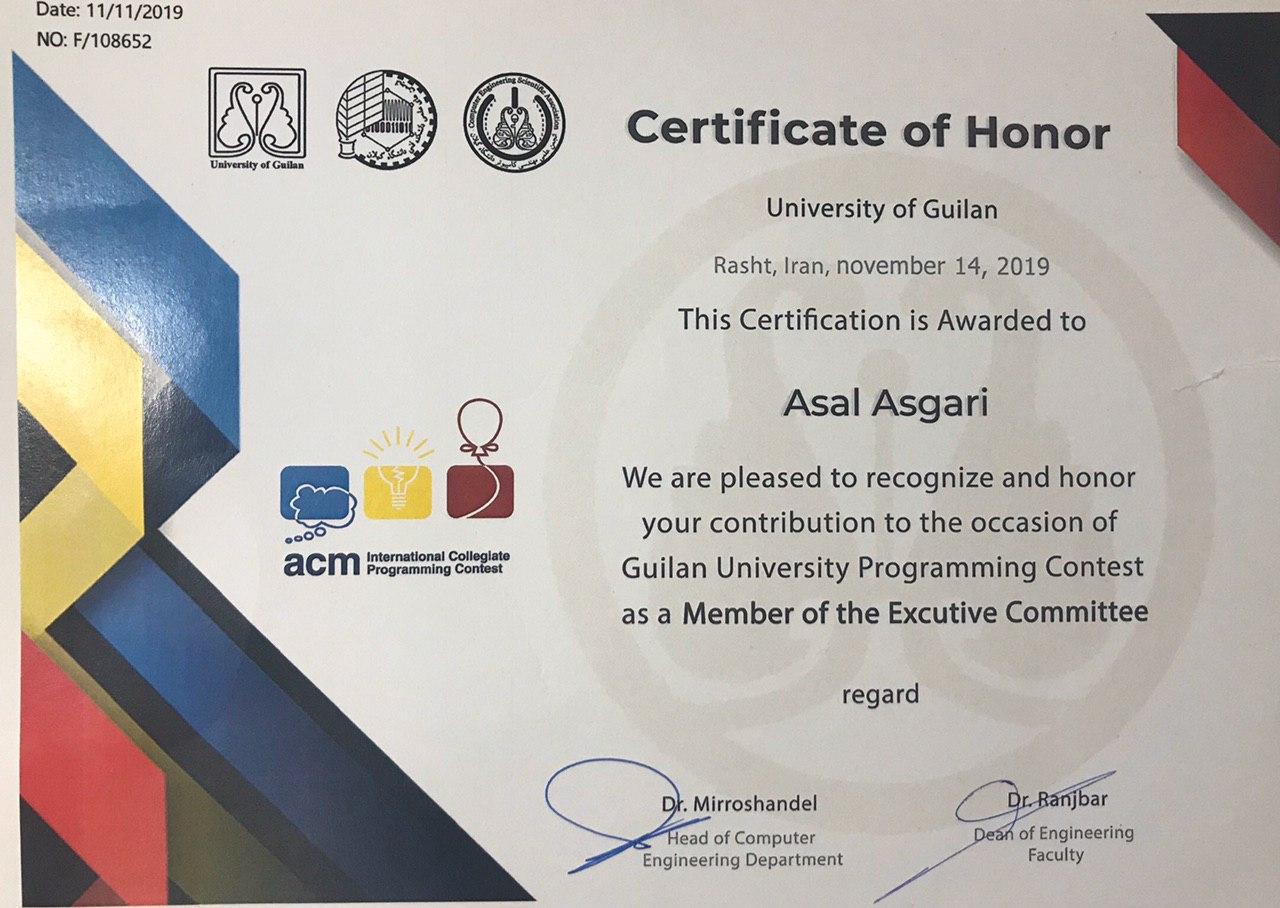 Date: 11/11/2019
NO: F/108652
University of Guilan
Computer Engineering Scientific Association
Certificate of Honor
University of Guilan
Rasht, Iran, november 14, 2019
This Certification is Awarded to
Asal Asgari
We are pleased to recognize and honor
your contribution to the occasion of
Guilan University Programming Contest
as a Member of the Excutive Committee
regard
acm International Collegiate
Programming Contest
Dr. Mirroshandel
Head of Computer
Engineering Department
Dr. Ranjbar
Dean of Engineering
Faculty